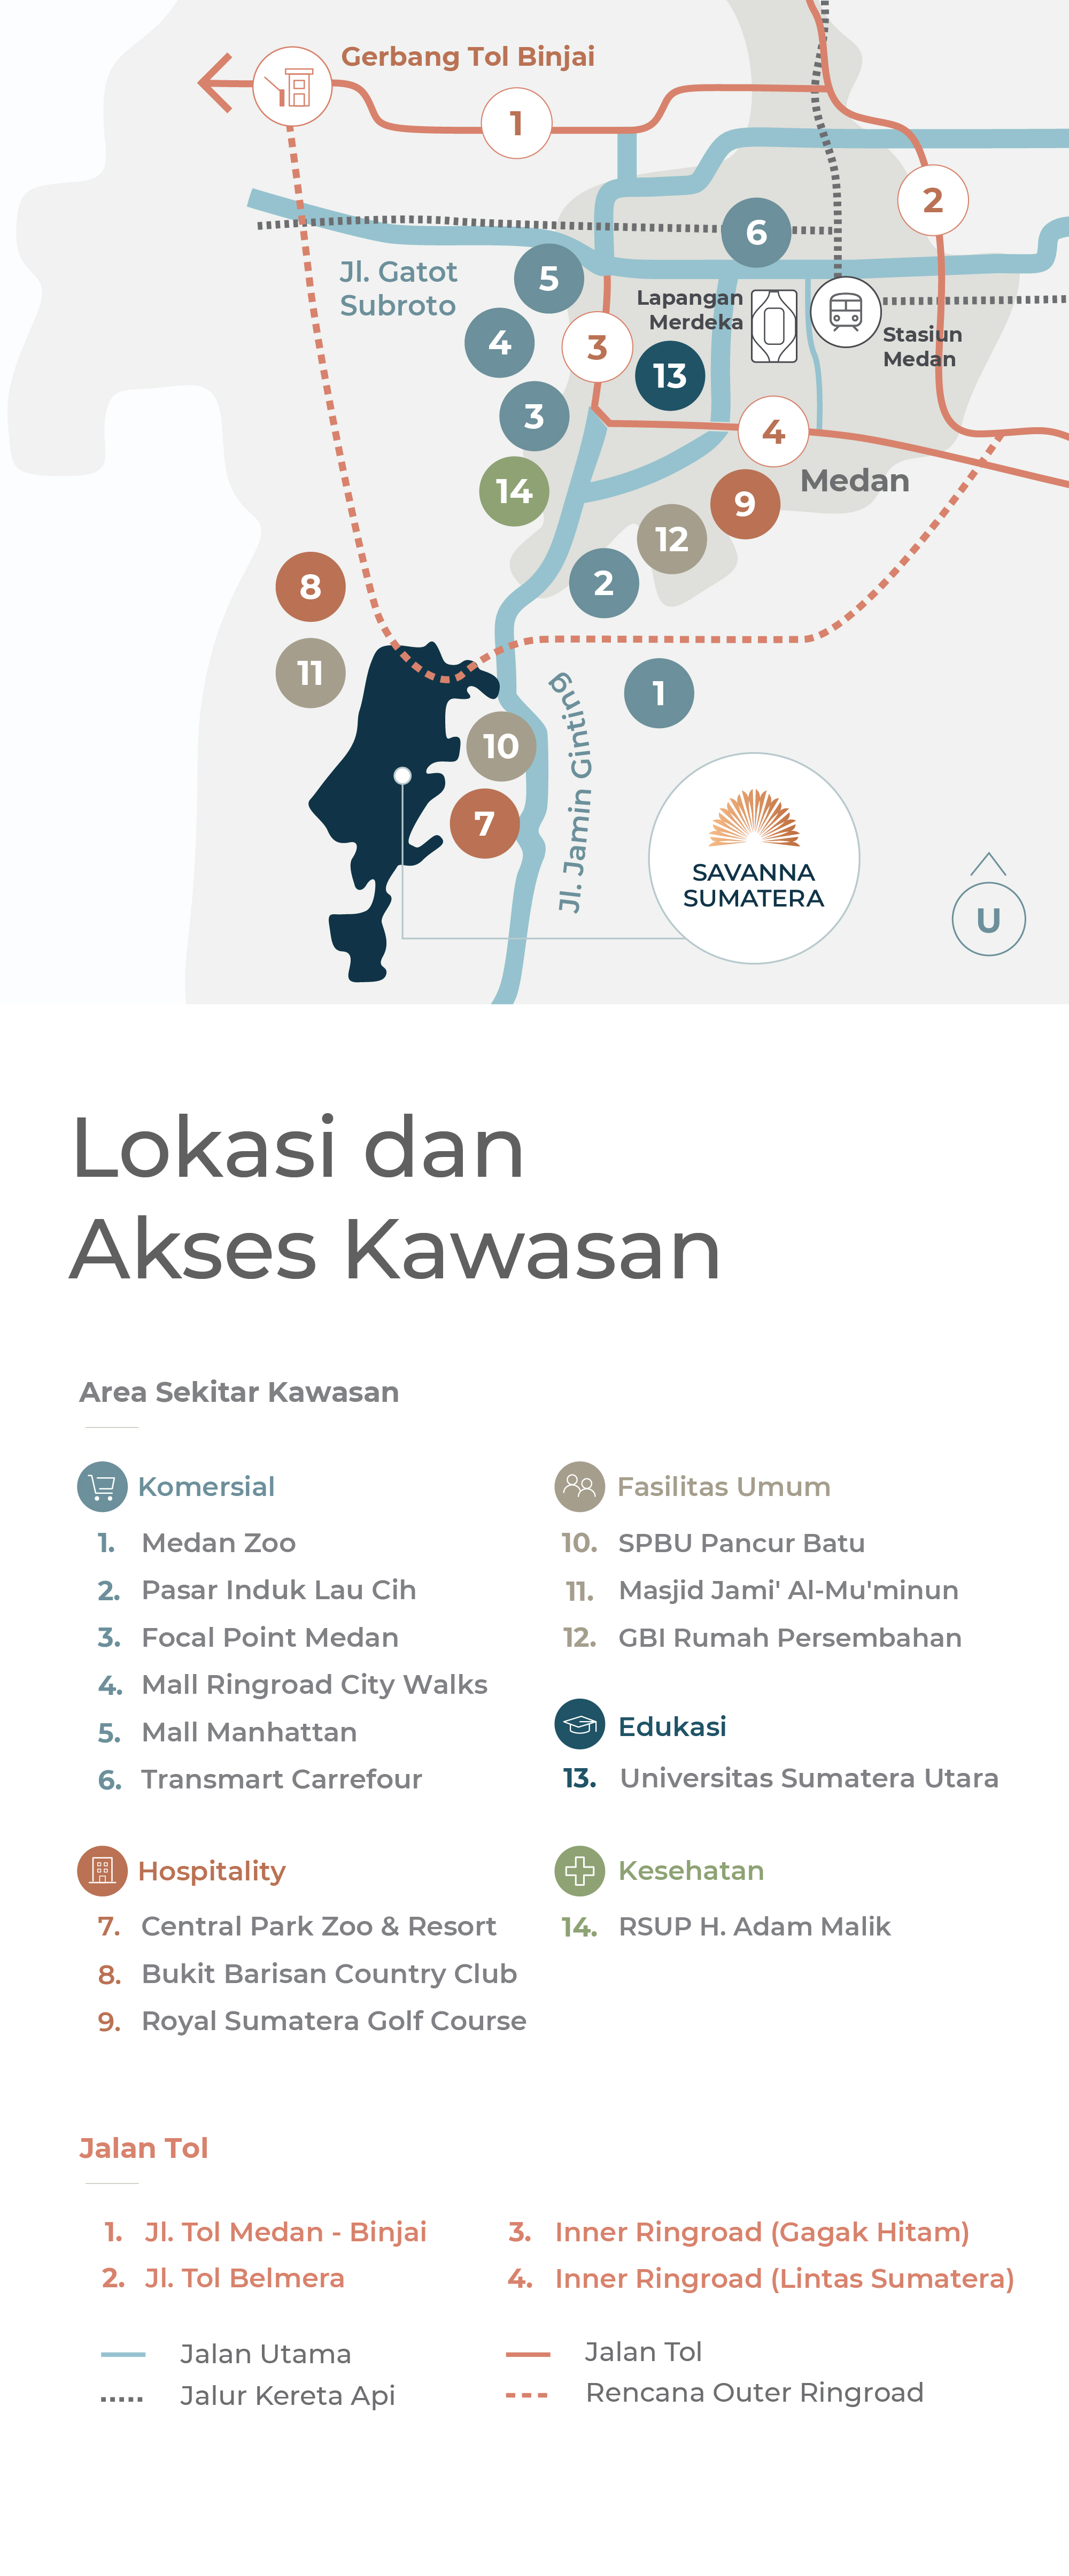 Gerbang Tol Binjai
1
2
6
Jl. Gatot
Subroto
5
Lapangan
Merdeka
4
3
Stasiun
Medan
13
3
4
14
Medan
9
12
2
8
11
1
10
Jl. Jamin Ginting
7
SAVANNA
SUMATERA
U
Lokasi dan
Akses Kawasan
Area Sekitar Kawasan
Komersial
1. Medan Zoo
2. Pasar Induk Lau Cih
3. Focal Point Medan
4. Mall Ringroad City Walks
5. Mall Manhattan
6. Transmart Carrefour
Hospitality
7. Central Park Zoo & Resort
8. Bukit Barisan Country Club
9. Royal Sumatera Golf Course
Fasilitas Umum
10. SPBU Pancur Batu
11. Masjid Jami' Al-Mu'minun
12. GBI Rumah Persembahan
Edukasi
13. Universitas Sumatera Utara
Kesehatan
14. RSUP H. Adam Malik
Jalan Tol
1. Jl. Tol Medan - Binjai
2. Jl. Tol Belmera
3. Inner Ringroad (Gagak Hitam)
4. Inner Ringroad (Lintas Sumatera)
Jalan Utama
Jalur Kereta Api
Jalan Tol
Rencana Outer Ringroad